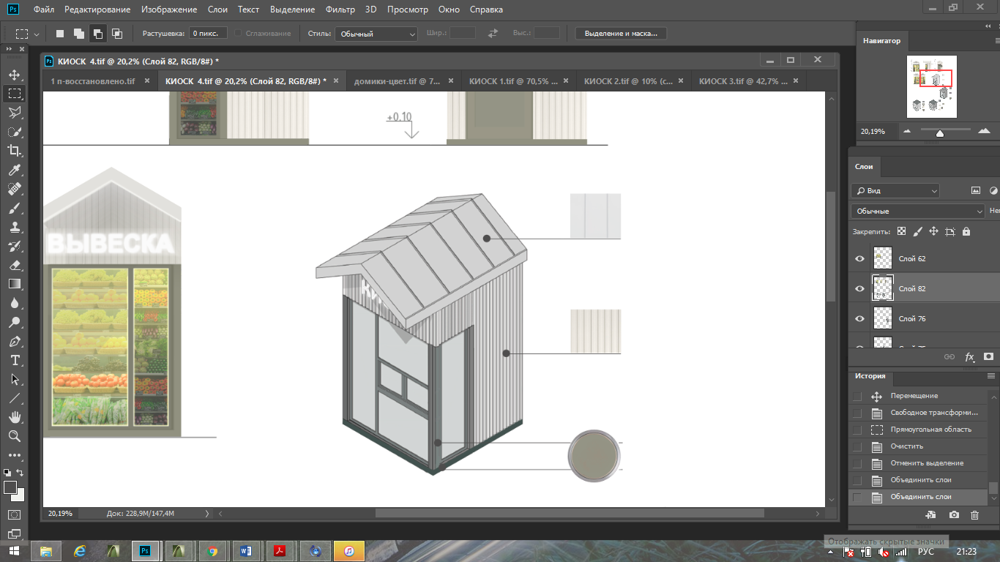 Ps Файл Редактирование Изображение Слои Текст Выделение Фильтр 3D Просмотр Окно Справка
Растушевка: 0 пикс. Сглаживание Стиль: Обычный Шир.: Выс.: Выделение и маска...
Ps КИОСК 4.tif @ 20,2% (Слой 82, RGB/8#) *
1 п-восстановлено.tif КИОСК 4.tif @ 20,2% (Слой 82, RGB/8#) * домики-цвет.tif @ 7... КИОСК 1.tif @ 70,5% ... КИОСК 2.tif @ 10% (с... КИОСК 3.tif @ 42,7% ...
+0.10
ВЫВЕСКА
20,19% Док: 228,9M/147,4M
Навигатор
20,19%
Слои
Вид
Обычные
Закрепить:
Слой 62
Слой 82
Слой 76
fx
История
Перемещение
Свободное трансформи...
Прямоугольная область
Очистить
Отменить выделение
Объединить слои
Объединить слои
Отображать скрытые значки
Ps
РУС 21:23